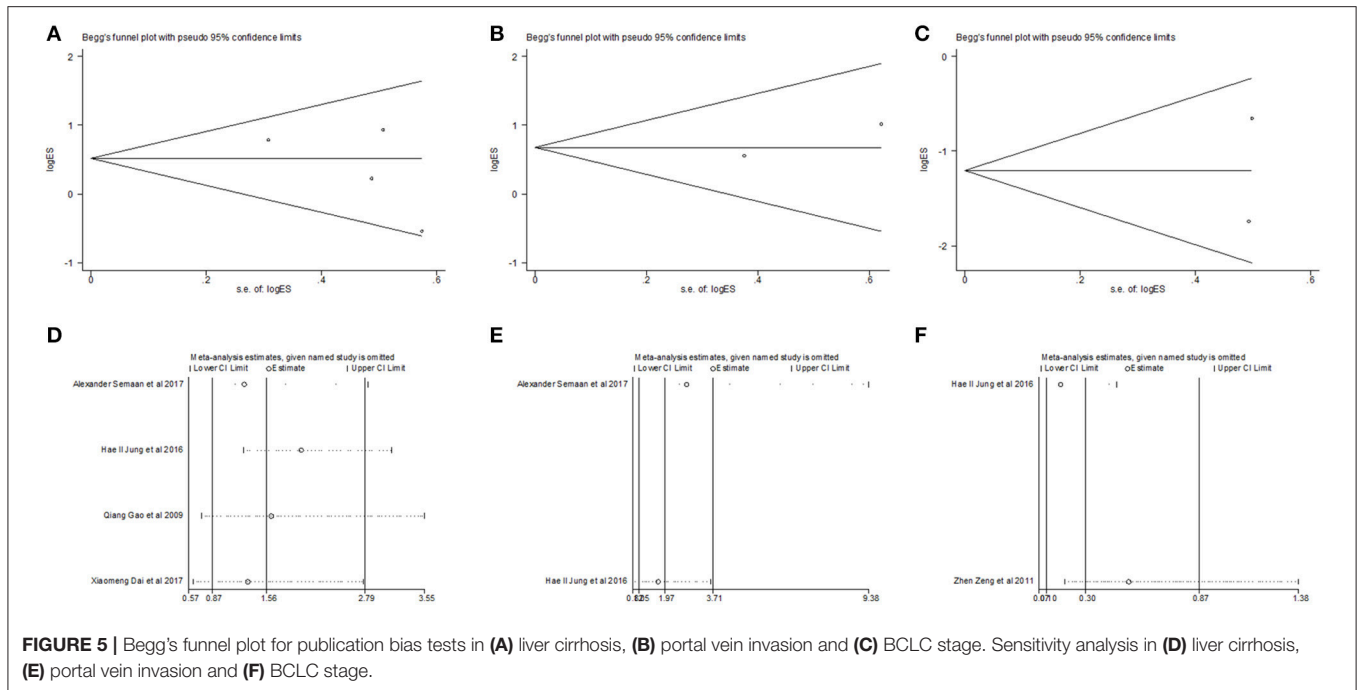 A
Begg's funnel plot with pseudo 95% confidence limits
logES
2
1
0
-1
0 .2 .4 .6
s.e. of: logES
B
Begg's funnel plot with pseudo 95% confidence limits
logES
2
1
0
-1
0 .2 .4 .6
s.e. of: logES
C
Begg's funnel plot with pseudo 95% confidence limits
logES
0
-1
-2
0 .2 .4 .6
s.e. of: logES
D
Meta-analysis estimates, given named study is omitted
Lower CI Limit Estimate Upper CI Limit
Alexander Semaan et al 2017
Hae Il Jung et al 2016
Qiang Gao et al 2009
Xiaomeng Dai et al 2017
0.57 0.87 1.56 2.79 3.55
E
Meta-analysis estimates, given named study is omitted
Lower CI Limit Estimate Upper CI Limit
Alexander Semaan et al 2017
Hae Il Jung et al 2016
1.97 3.71 9.38
F
Meta-analysis estimates, given named study is omitted
Lower CI Limit Estimate Upper CI Limit
Hae Il Jung et al 2016
Zhen Zeng et al 2011
0.30 0.87 1.38
FIGURE 5 | Begg's funnel plot for publication bias tests in (A) liver cirrhosis, (B) portal vein invasion and (C) BCLC stage. Sensitivity analysis in (D) liver cirrhosis,
(E) portal vein invasion and (F) BCLC stage.